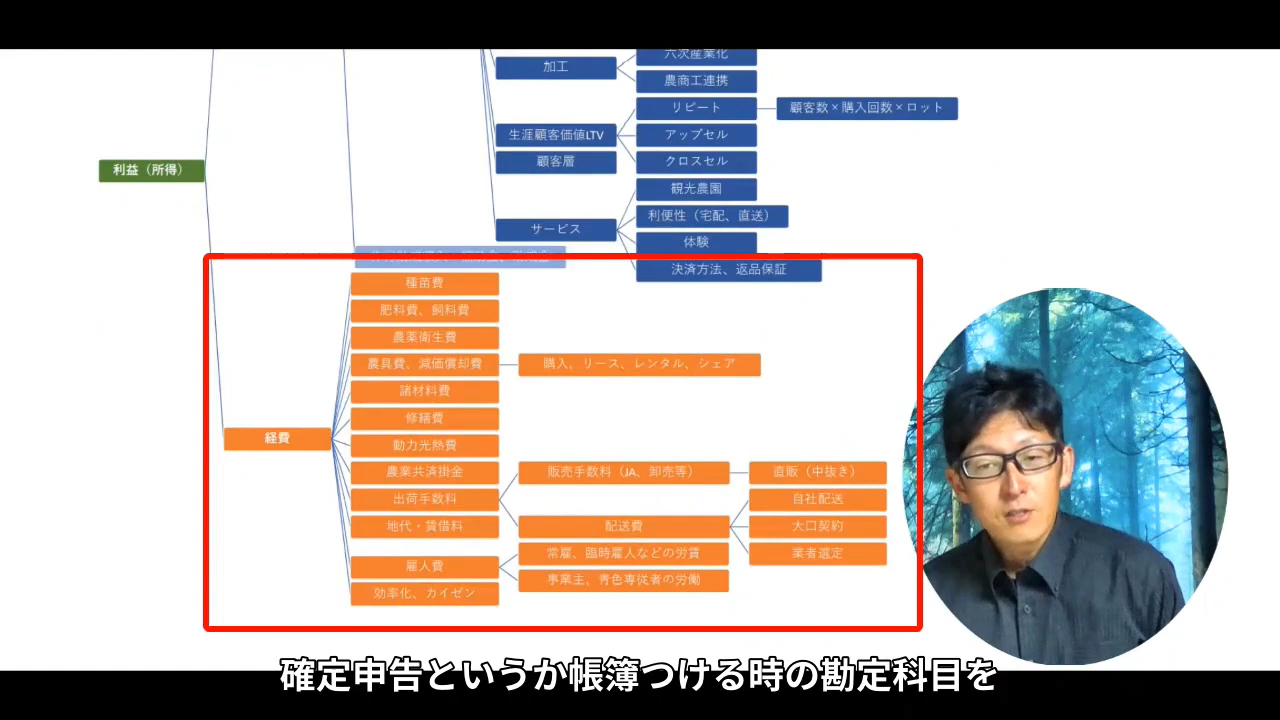 六次産業化
加工
農商工連携
リピート
顧客数×購入回数×ロット
生涯顧客価値LTV
アップセル
顧客層
クロスセル
利益（所得）
観光農園
サービス
利便性（宅配、直送）
体験
決済方法、返品保証
種苗費
肥料費、飼料費
農薬衛生費
農具費、減価償却費
購入、リース、レンタル、シェア
諸材料費
修繕費
経費
動力光熱費
農業共済掛金
販売手数料（JA、卸売等）
直販（中抜き）
出荷手数料
自社配送
地代・賃借料
配送費
大口契約
常雇、臨時雇人などの労賃
業者選定
雇人費
事業主、青色専従者の労働
効率化、カイゼン
確定申告というか帳簿つける時の勘定科目を